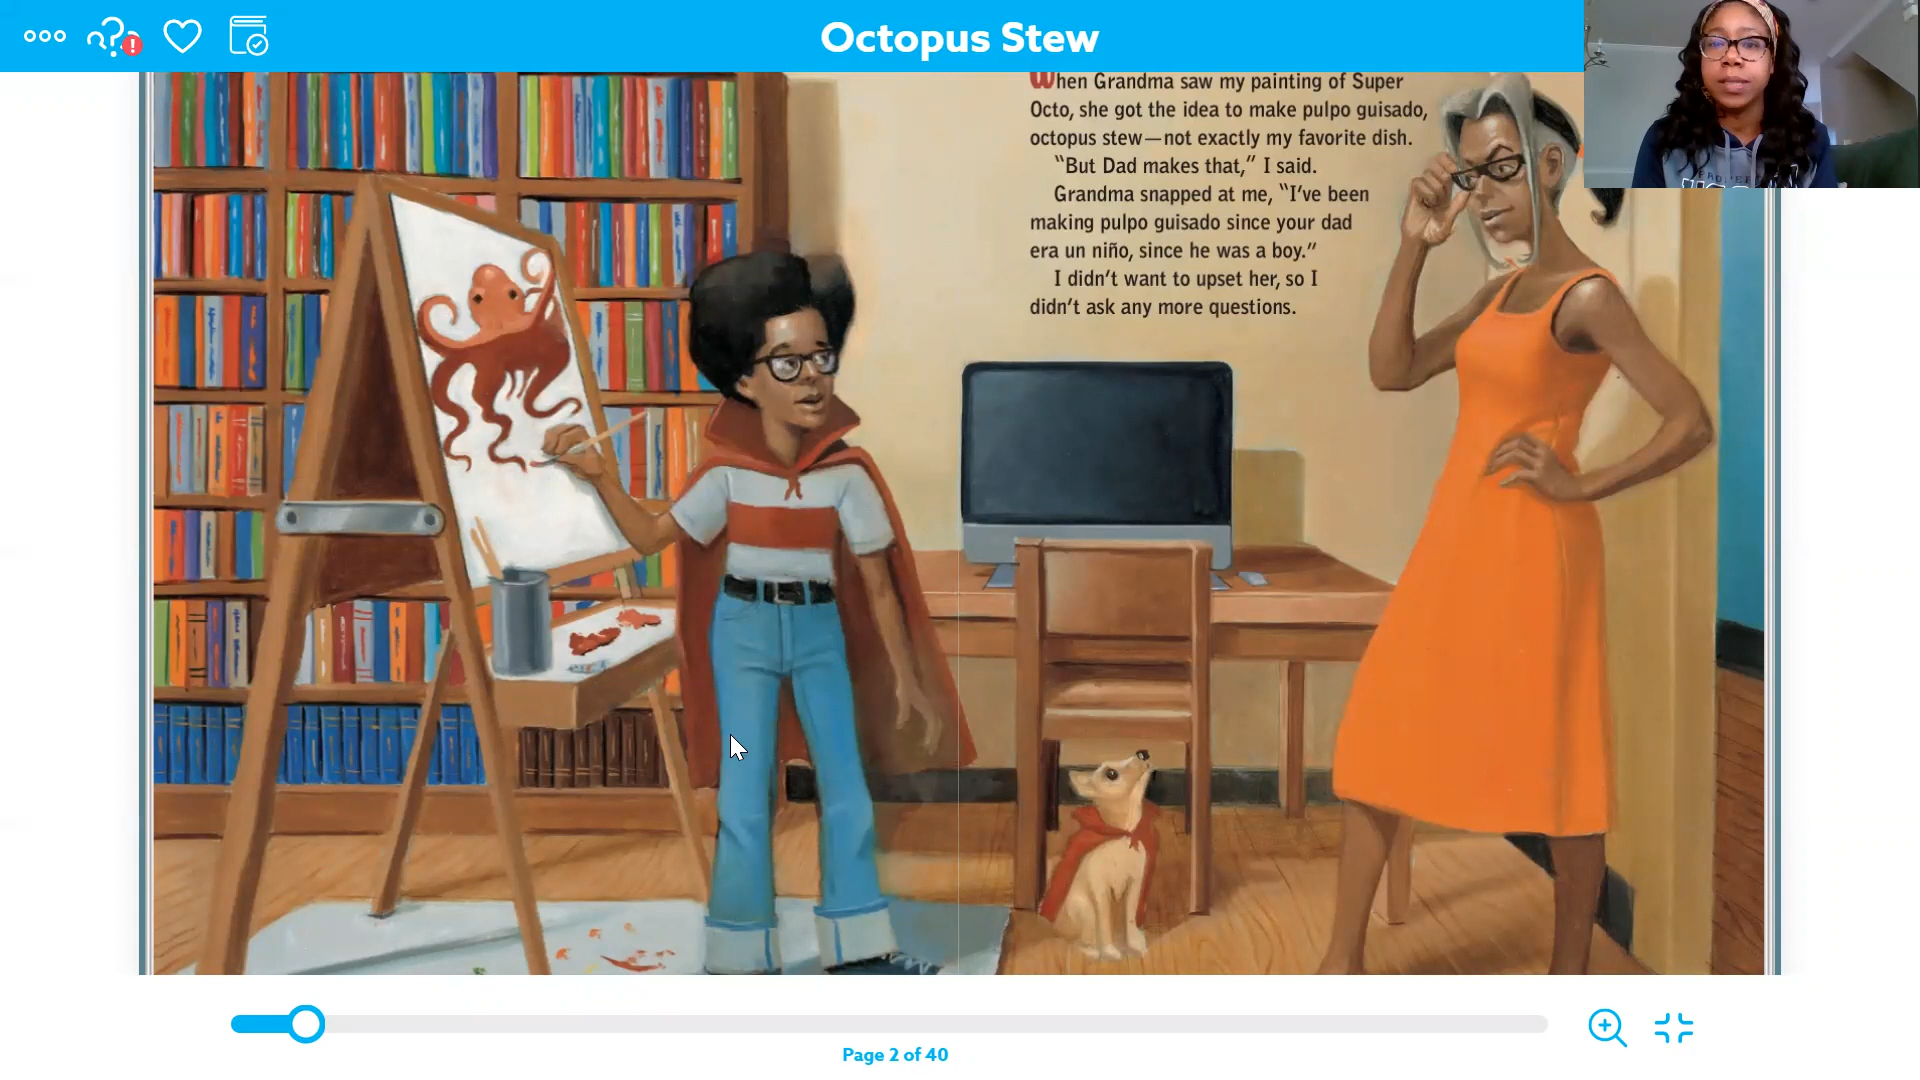 Octopus Stew
When Grandma saw my painting of Super
Octo, she got the idea to make pulpo guisado,
octopus stew—not exactly my favorite dish.
“But Dad makes that,” I said.
Grandma snapped at me, “I’ve been
making pulpo guisado since your dad
era un niño, since he was a boy.”
I didn’t want to upset her, so I
didn’t ask any more questions.
Page 2 of 40